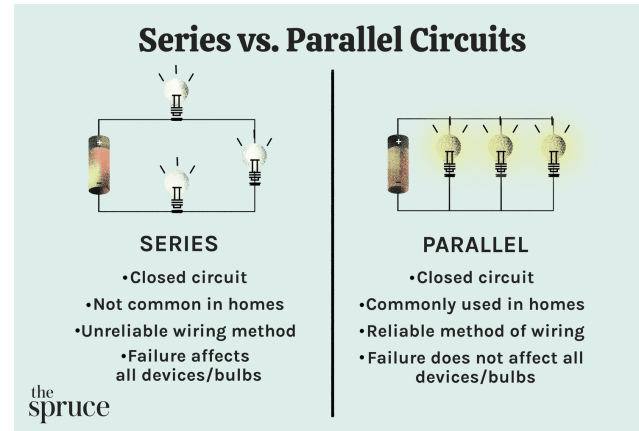 Series vs. Parallel Circuits
+
-
SERIES
•Closed circuit
•Not common in homes
•Unreliable wiring method
•Failure affects
all devices/bulbs
+
-
PARALLEL
•Closed circuit
•Commonly used in homes
•Reliable method of wiring
•Failure does not affect all
devices/bulbs
the
spruce